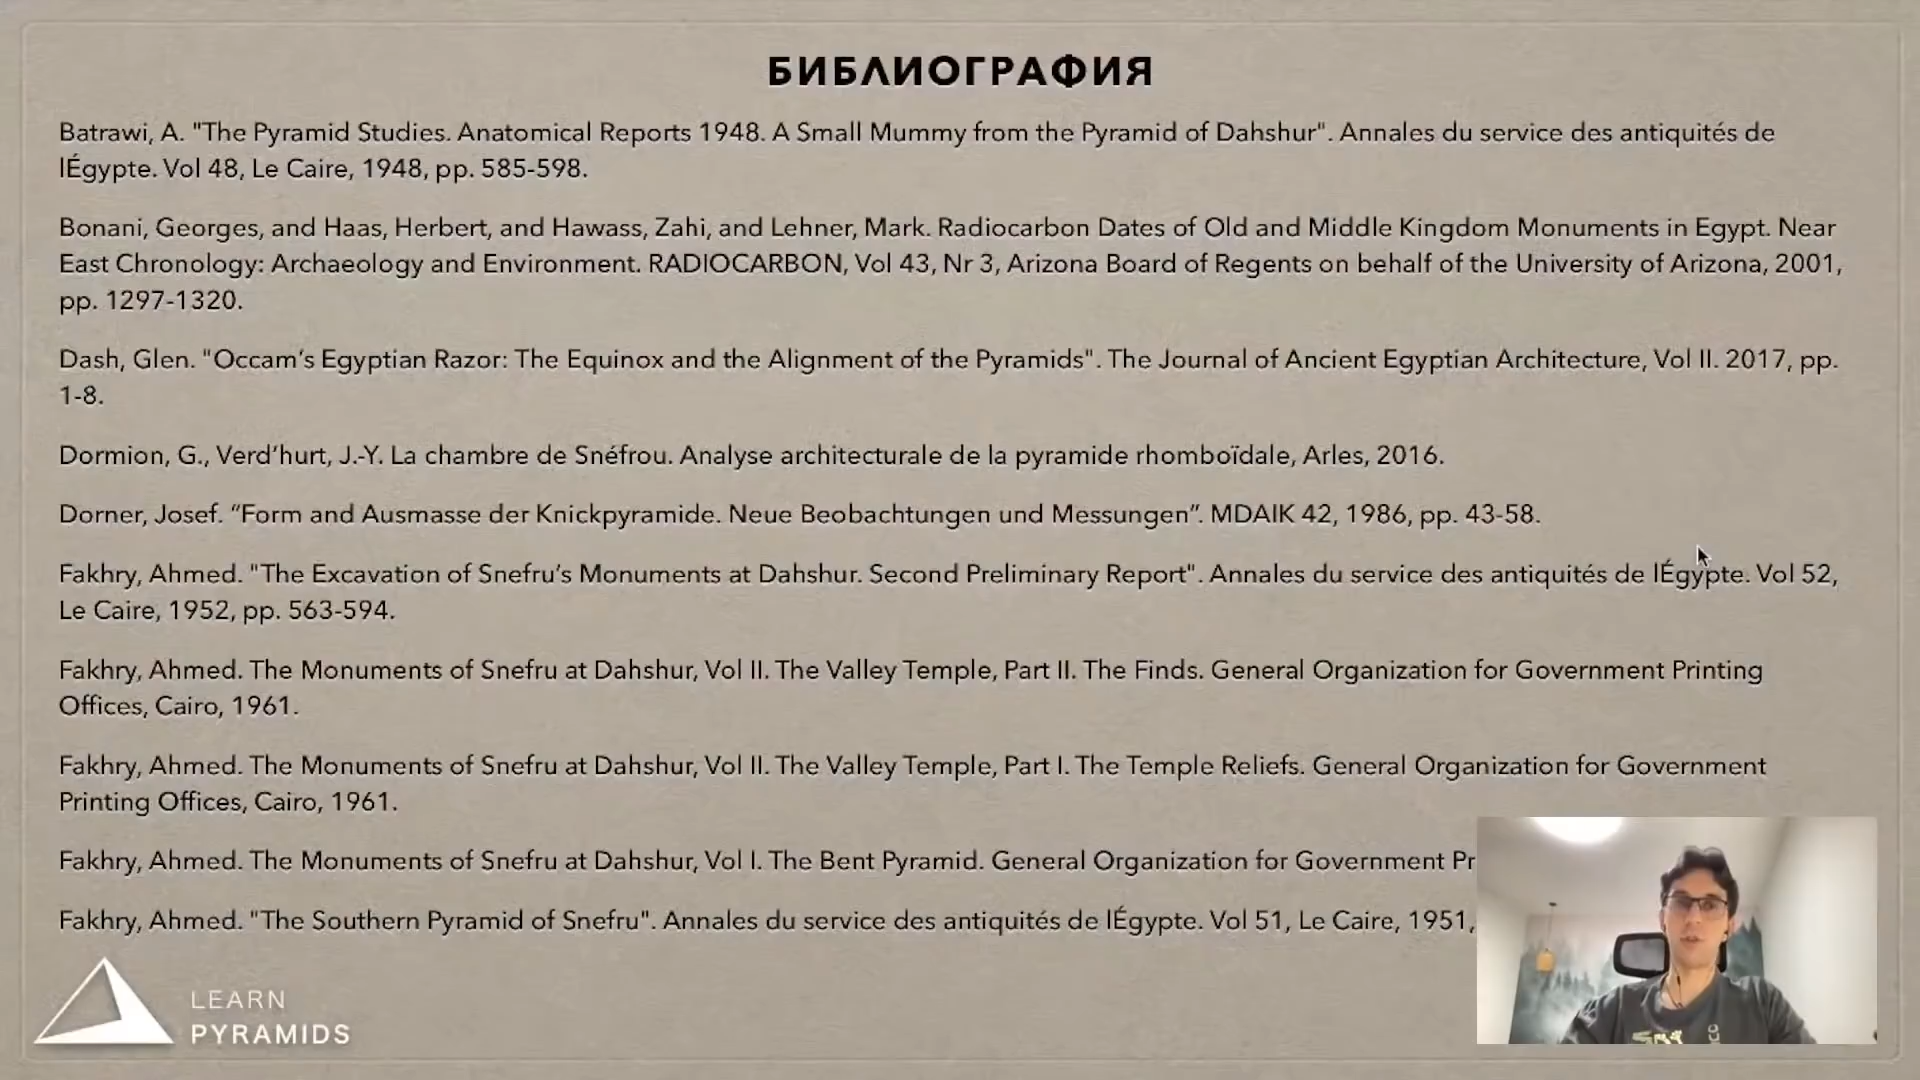 БИБЛИОГРАФИЯ
Batrawi, A. "The Pyramid Studies. Anatomical Reports 1948. A Small Mummy from the Pyramid of Dahshur". Annales du service des antiquités de
lÉgypte. Vol 48, Le Caire, 1948, pp. 585-598.
Bonani, Georges, and Haas, Herbert, and Hawass, Zahi, and Lehner, Mark. Radiocarbon Dates of Old and Middle Kingdom Monuments in Egypt. Near
East Chronology: Archaeology and Environment. RADIOCARBON, Vol 43, Nr 3, Arizona Board of Regents on behalf of the University of Arizona, 2001,
pp. 1297-1320.
Dash, Glen. "Occam’s Egyptian Razor: The Equinox and the Alignment of the Pyramids". The Journal of Ancient Egyptian Architecture, Vol II. 2017, pp.
1-8.
Dormion, G., Verd’hurt, J.-Y. La chambre de Snéfrou. Analyse architecturale de la pyramide rhomboïdale, Arles, 2016.
Dorner, Josef. “Form and Ausmasse der Knickpyramide. Neue Beobachtungen und Messungen”. MDAIK 42, 1986, pp. 43-58.
Fakhry, Ahmed. "The Excavation of Snefru’s Monuments at Dahshur. Second Preliminary Report". Annales du service des antiquités de lÉgypte. Vol 52,
Le Caire, 1952, pp. 563-594.
Fakhry, Ahmed. The Monuments of Snefru at Dahshur, Vol II. The Valley Temple, Part II. The Finds. General Organization for Government Printing
Offices, Cairo, 1961.
Fakhry, Ahmed. The Monuments of Snefru at Dahshur, Vol II. The Valley Temple, Part I. The Temple Reliefs. General Organization for Government
Printing Offices, Cairo, 1961.
Fakhry, Ahmed. The Monuments of Snefru at Dahshur, Vol I. The Bent Pyramid. General Organization for Government Pr
Fakhry, Ahmed. "The Southern Pyramid of Snefru". Annales du service des antiquités de lÉgypte. Vol 51, Le Caire, 1951,
LEARN
PYRAMIDS